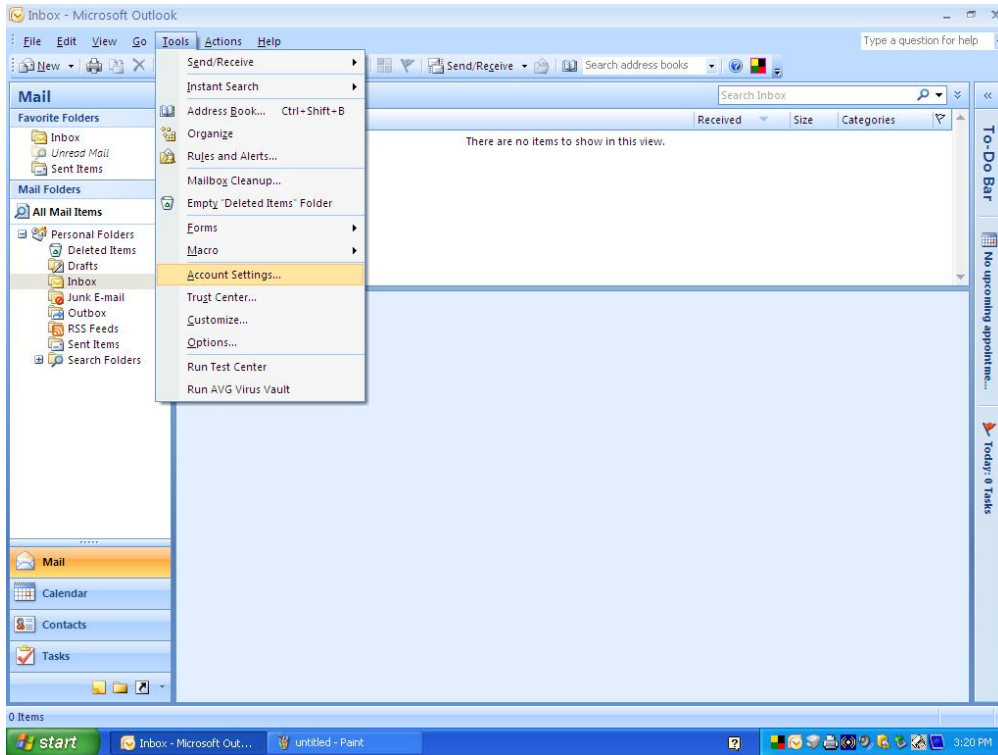 Inbox - Microsoft Outlook
File Edit View Go Tools Actions Help
Type a question for help
New
Send/Receive
Search address books
Mail
Search Inbox
Favorite Folders
Received Size Categories
Inbox
Unread Mail
Sent Items
There are no items to show in this view.
Mail Folders
All Mail Items
Personal Folders
Deleted Items
Drafts
Inbox
Junk E-mail
Outbox
RSS Feeds
Sent Items
Search Folders
Send/Receive
Instant Search
Address Book... Ctrl+Shift+B
Organize
Rules and Alerts...
Mailbox Cleanup...
Empty "Deleted Items" Folder
Forms
Macro
Account Settings...
Trust Center...
Customize...
Options...
Run Test Center
Run AVG Virus Vault
To-Do Bar
No upcoming appointme...
Today: 0 Tasks
Mail
Calendar
Contacts
Tasks
0 Items
start
Inbox - Microsoft Out...
untitled - Paint
3:20 PM